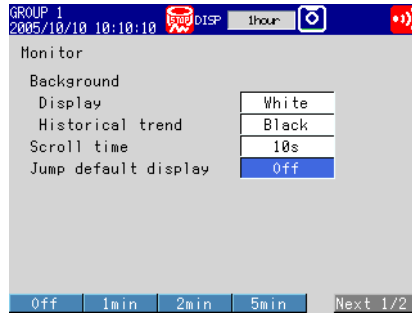 GROUP 1
2005/10/10 10:10:10 STOP DISP 1hour
Monitor
Background
Display White
Historical trend Black
Scroll time 10s
Jump default display Off
Off 1min 2min 5min Next 1/2